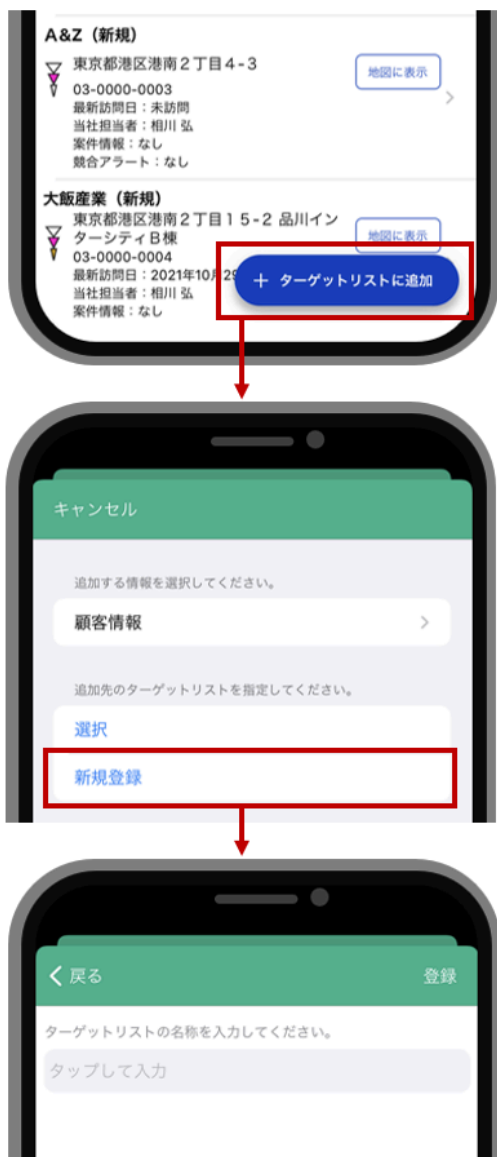 A&Z（新規）
東京都港区港南２丁目４-３
地図に表示
03-0000-0003
最新訪問日：未訪問
当社担当者：相川 弘
案件情報：なし
競合アラート：なし
大飯産業（新規）
東京都港区港南２丁目１５-２ 品川イン
ターシティＢ棟
地図に表示
03-0000-0004
最新訪問日：2021年10月29
＋ ターゲットリストに追加
当社担当者：相川 弘
案件情報：なし
キャンセル
追加する情報を選択してください。
顧客情報
追加先のターゲットリストを指定してください。
選択
新規登録
戻る
登録
ターゲットリストの名称を入力してください。
タップして入力